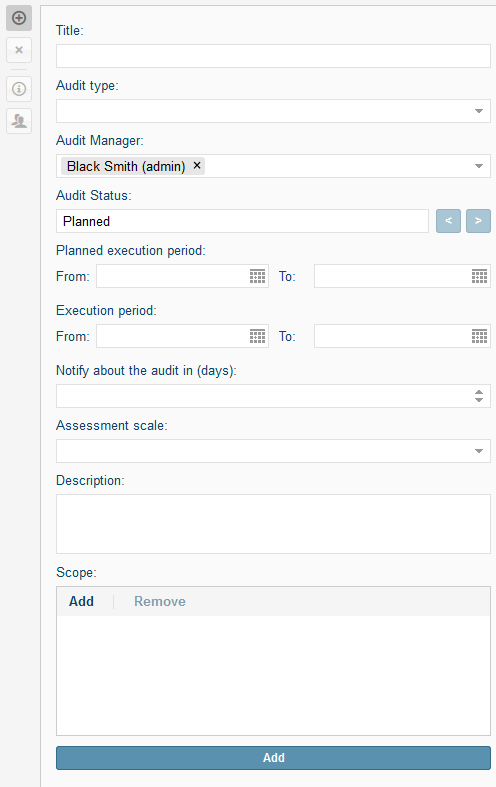 Title:
Audit type:
Audit Manager:
Black Smith (admin) ×
Audit Status:
Planned < >
Planned execution period:
From: To:
Execution period:
From: To:
Notify about the audit in (days):
Assessment scale:
Description:
Scope:
Add Remove
Add